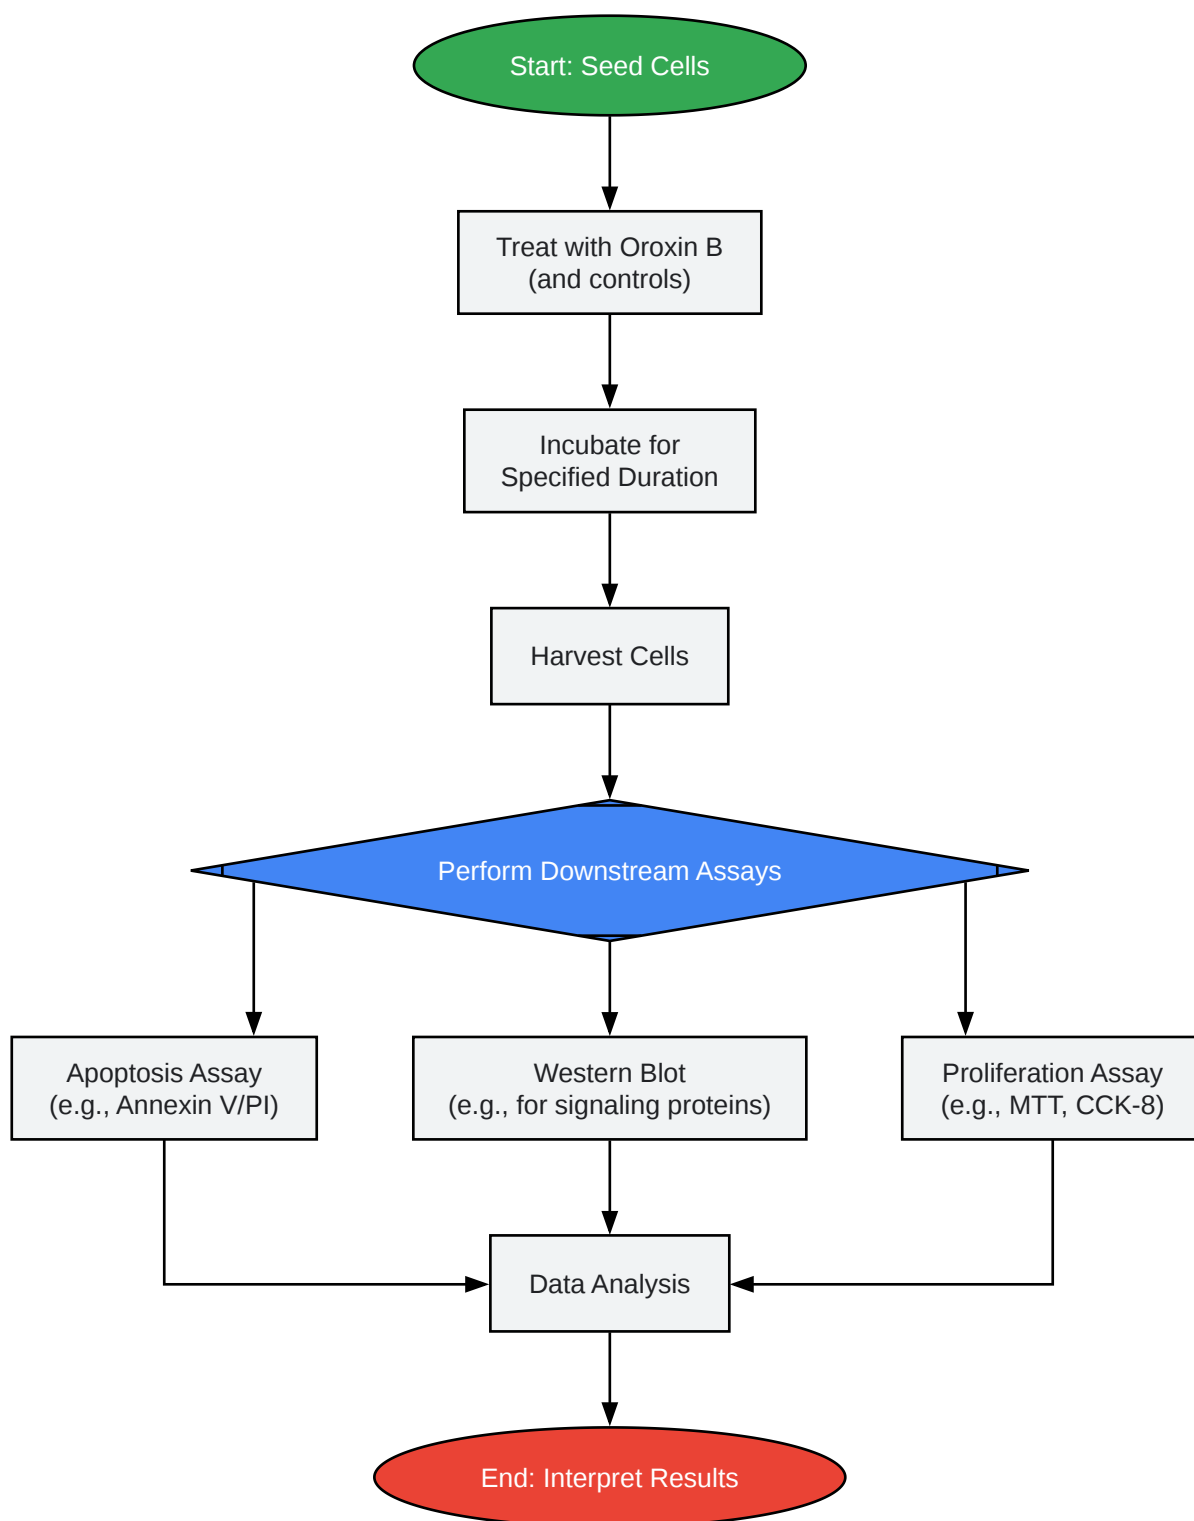 Start: Seed Cells
Treat with Oroxin B
(and controls)
Incubate for
Specified Duration
Harvest Cells
Perform Downstream Assays
Apoptosis Assay
(e.g., Annexin V/PI)
Western Blot
(e.g., for signaling proteins)
Proliferation Assay
(e.g., MTT, CCK-8)
Data Analysis
End: Interpret Results